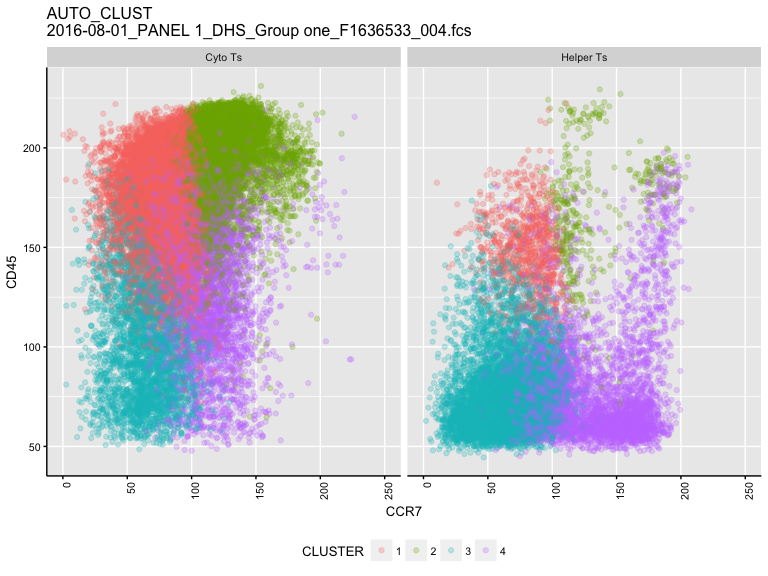 AUTO_CLUST
2016-08-01_PANEL 1_DHS_Group one_F1636533_004.fcs
Cyto Ts
Helper Ts
CD45
200
150
100
50
0 50 100 150 200 250
0 50 100 150 200 250
CCR7
CLUSTER 1 2 3 4